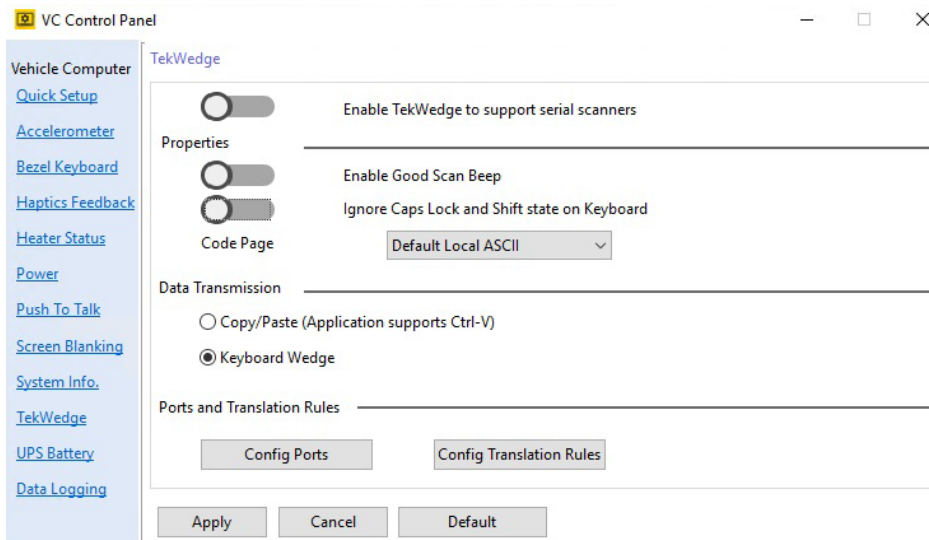 VC Control Panel
Vehicle Computer
Quick Setup
Accelerometer
Bezel Keyboard
Haptics Feedback
Heater Status
Power
Push To Talk
Screen Blanking
System Info.
TekWedge
UPS Battery
Data Logging
TekWedge
Enable TekWedge to support serial scanners
Properties
Enable Good Scan Beep
Ignore Caps Lock and Shift state on Keyboard
Code Page
Default Local ASCII
Data Transmission
Copy/Paste (Application supports Ctrl-V)
Keyboard Wedge
Ports and Translation Rules
Config Ports
Config Translation Rules
Apply
Cancel
Default